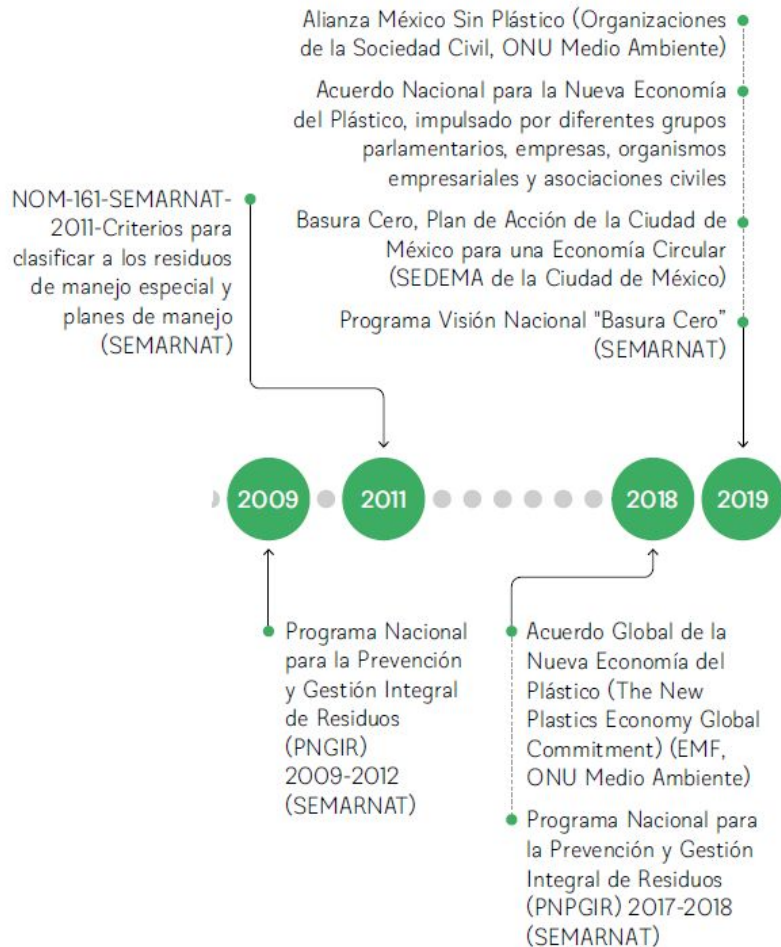 Alianza México Sin Plástico (Organizaciones
de la Sociedad Civil, ONU Medio Ambiente)
Acuerdo Nacional para la Nueva Economía
del Plástico, impulsado por diferentes grupos
parlamentarios, empresas, organismos
empresariales y asociaciones civiles
Basura Cero, Plan de Acción de la Ciudad de
México para una Economía Circular
(SEDEMA de la Ciudad de México)
Programa Visión Nacional "Basura Cero"
(SEMARNAT)
NOM-161-SEMARNAT-
2011-Criterios para
clasificar a los residuos
de manejo especial y
planes de manejo
(SEMARNAT)
2009
2011
2018
2019
Programa Nacional
para la Prevención
y Gestión Integral
de Residuos
(PNGIR)
2009-2012
(SEMARNAT)
Acuerdo Global de la
Nueva Economía del
Plástico (The New
Plastics Economy Global
Commitment) (EMF,
ONU Medio Ambiente)
Programa Nacional para
la Prevención y Gestión
Integral de Residuos
(PNPGIR) 2017-2018
(SEMARNAT)